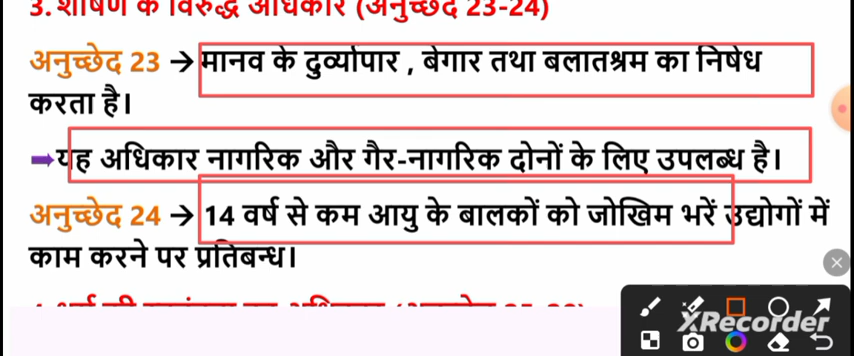 3. शोषण के विरुद्ध अधिकार (अनुच्छेद 23-24)
अनुच्छेद 23 → मानव के दुर्व्यापार , बेगार तथा बलातश्रम का निषेध
करता है।
➡यह अधिकार नागरिक और गैर-नागरिक दोनों के लिए उपलब्ध है।
अनुच्छेद 24 → 14 वर्ष से कम आयु के बालकों को जोखिम भरें उद्योगों में
काम करने पर प्रतिबन्ध।
XRecorder